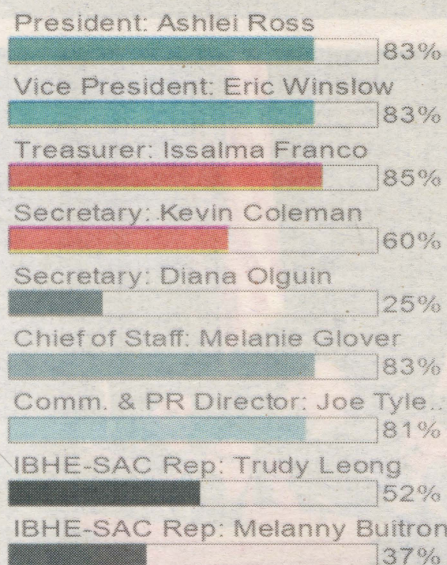 President: Ashlei Ross
83%
Vice President: Eric Winslow
83%
Treasurer: Issalma Franco
85%
Secretary: Kevin Coleman
60%
Secretary: Diana Olguin
25%
Chief of Staff: Melanie Glover
83%
Comm. & PR Director: Joe Tyle..
81%
IBHE-SAC Rep: Trudy Leong
52%
IBHE-SAC Rep: Melanny Buitron
37%